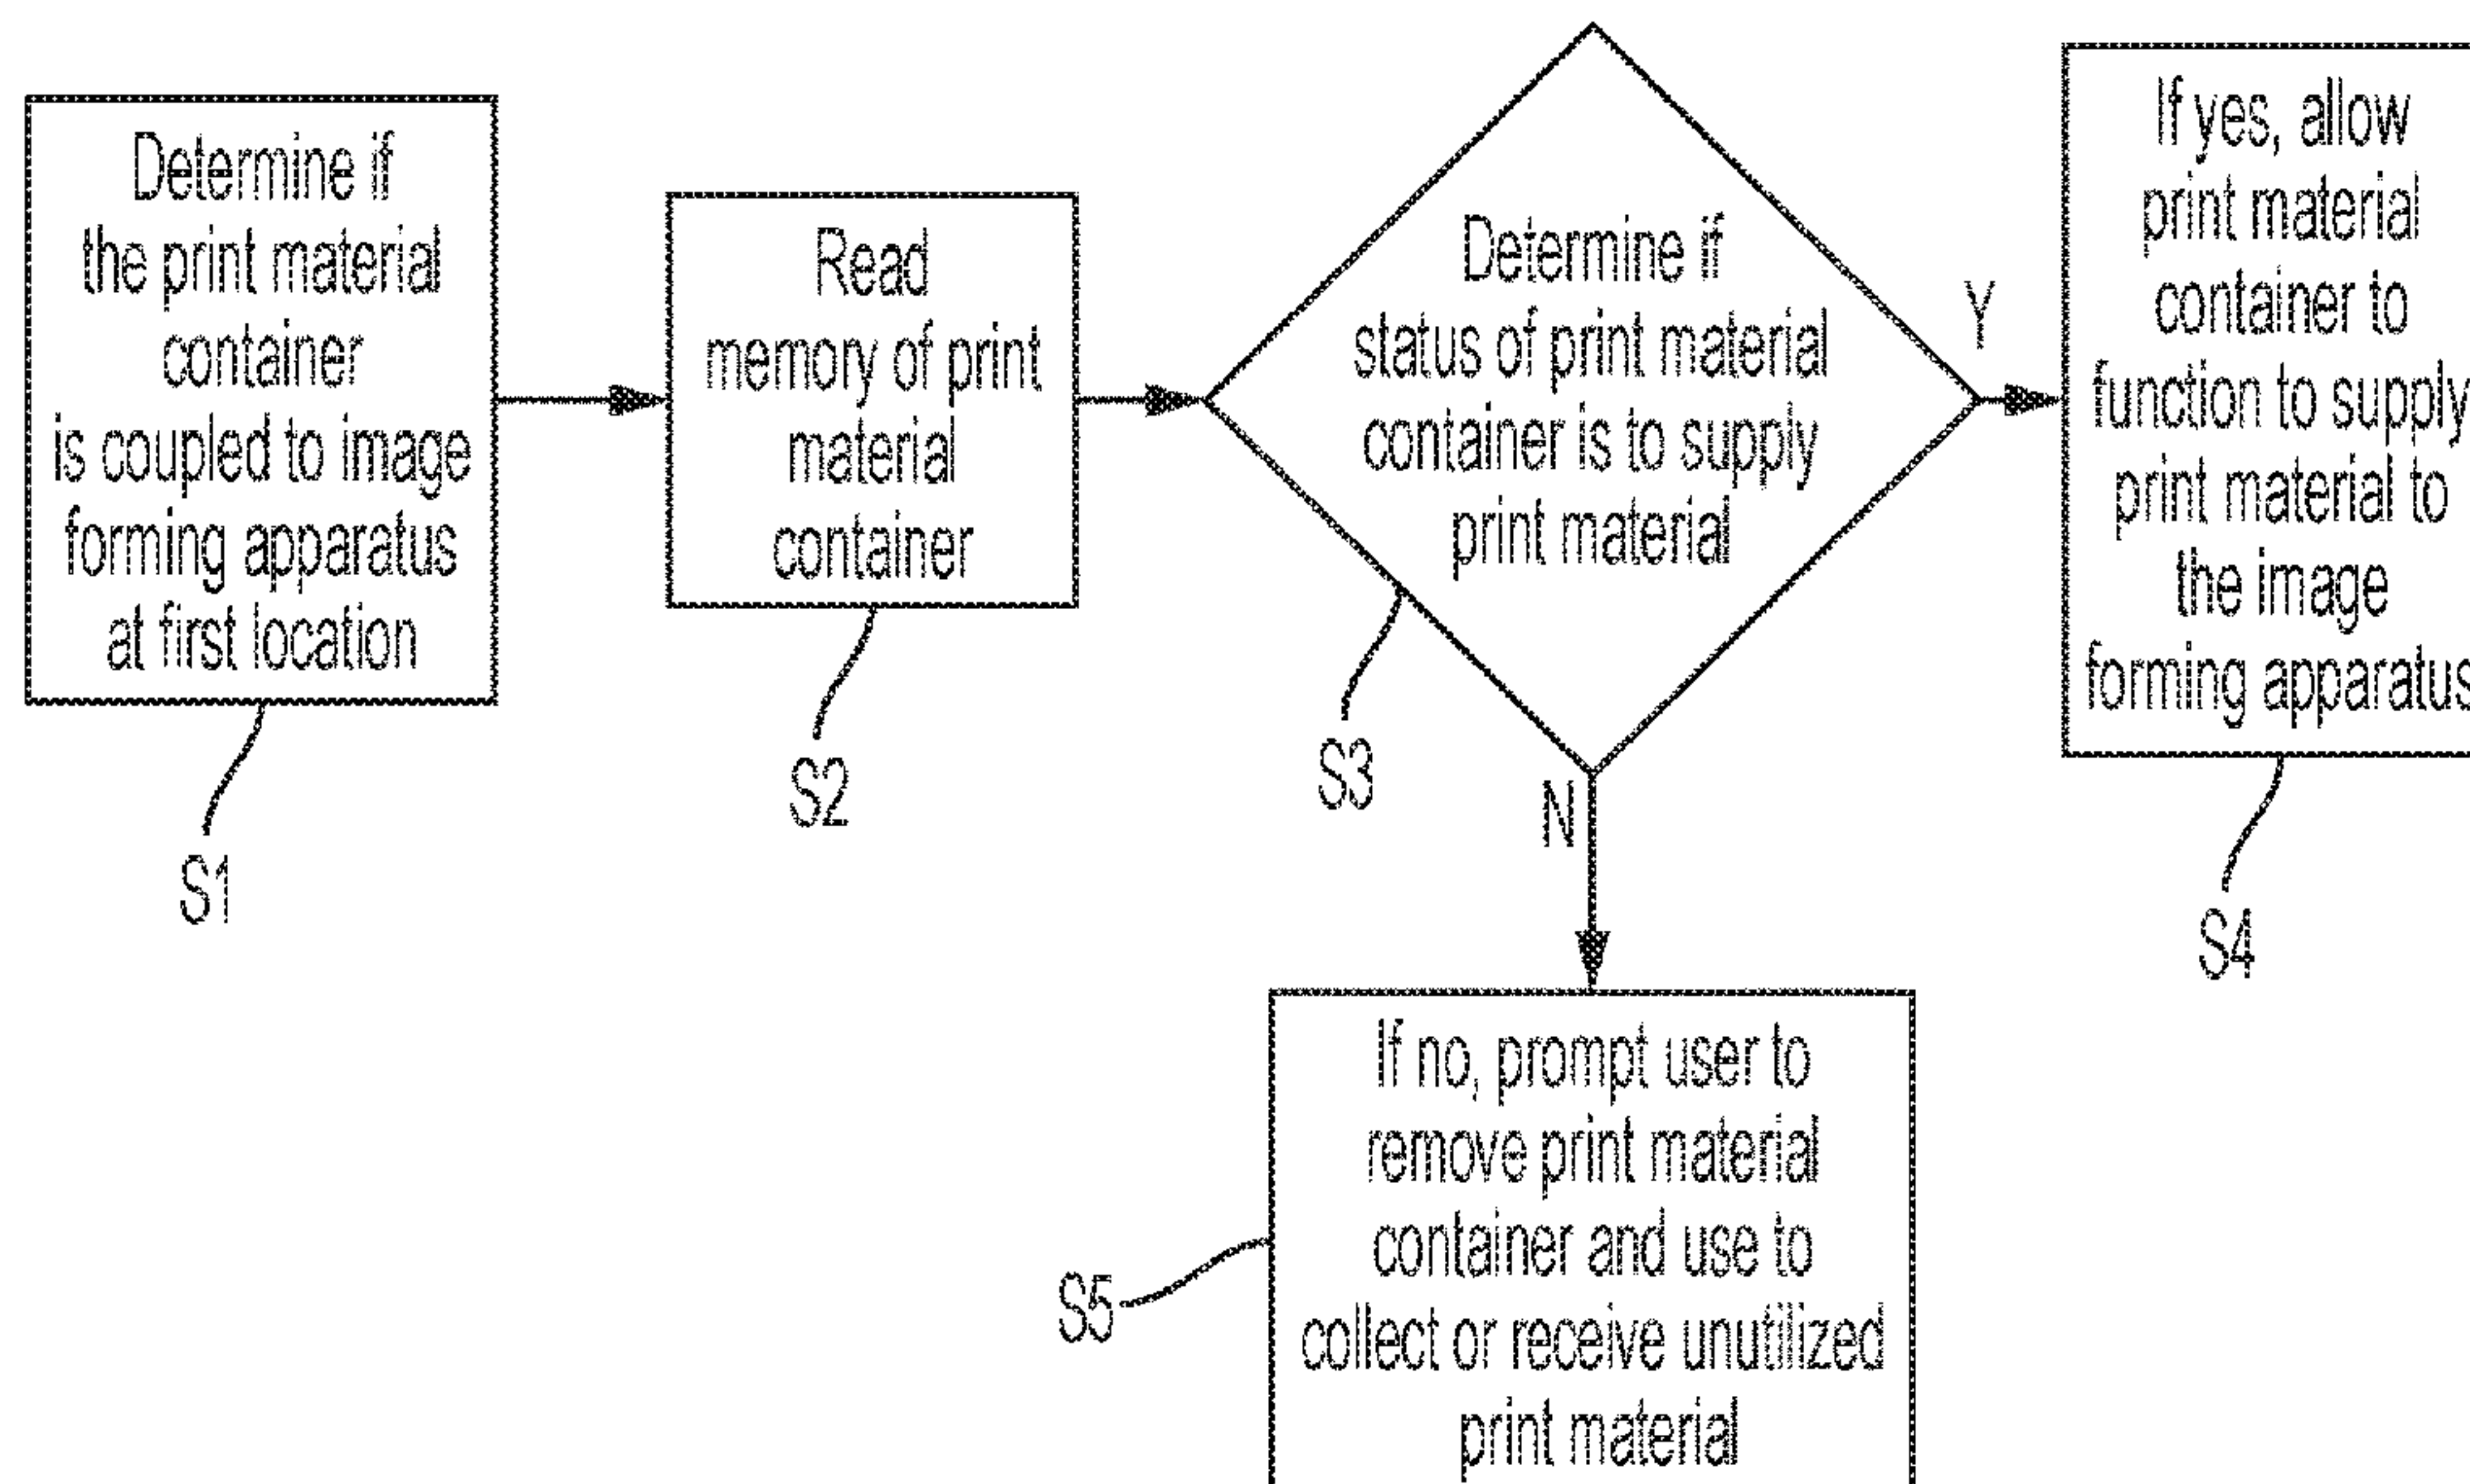 Determine if
the print material
container
is coupled to image
forming apparatus
at first location
S1
Read
memory of print
material
container
S2
Determine if
status of print material
container is to supply
print material
S3
Y
N
If yes, allow
print material
container to
function to supply
print material to
the image
forming apparatus
S4
If no, prompt user to
remove print material
container and use to
collect or receive unutilized
print material
S5